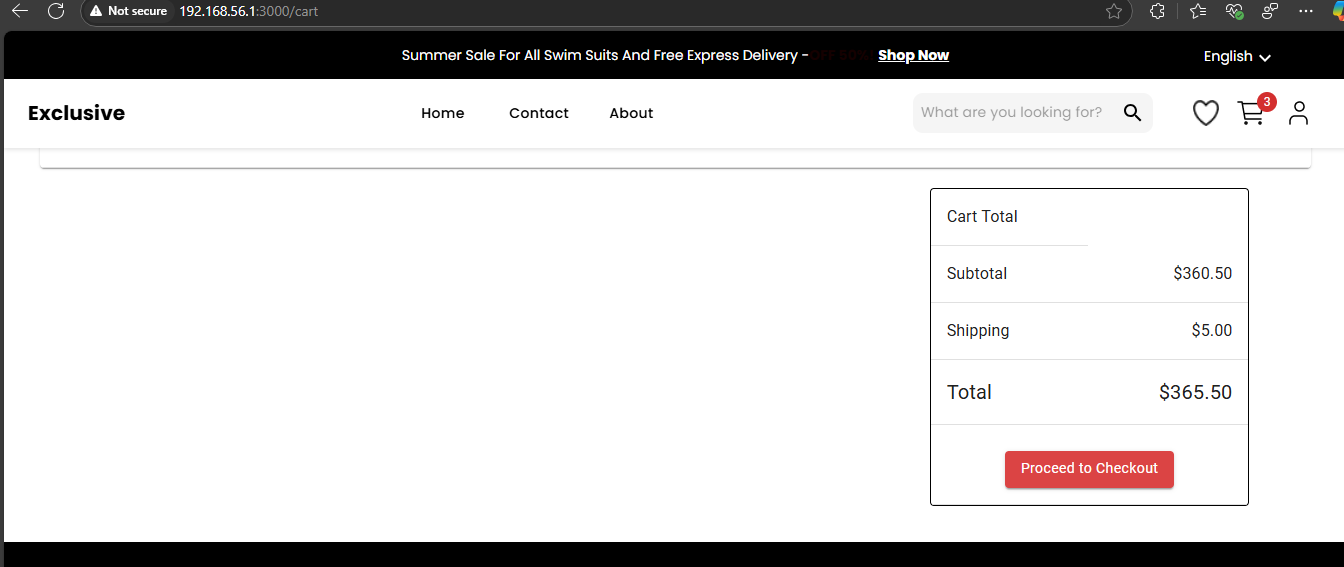 Not secure 192.168.56.1:3000/cart
Summer Sale For All Swim Suits And Free Express Delivery - OFF 50%! Shop Now
English
Exclusive Home Contact About What are you looking for? 3
Cart Total
Subtotal $360.50
Shipping $5.00
Total $365.50
Proceed to Checkout